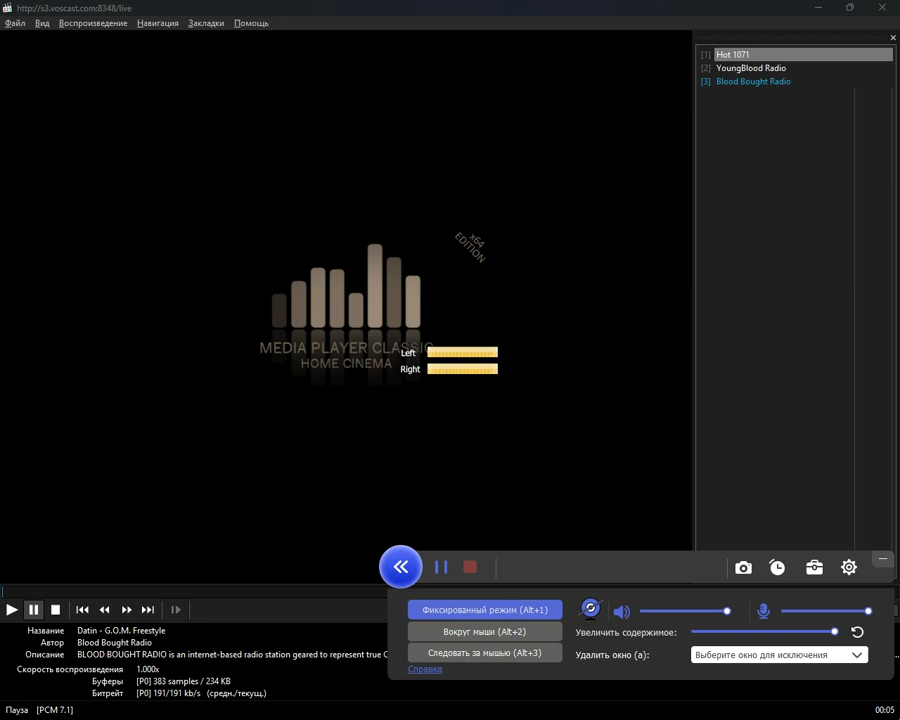 http://s3.voscast.com:8348/live
Файл Вид Воспроизведение Навигация Закладки Помощь
[1] Hot 1071
[2] YoungBlood Radio
[3] Blood Bought Radio
x64
EDITION
MEDIA PLAYER CLASSIC
HOME CINEMA
Left
Right
Фиксированный режим (Alt+1)
Вокруг мыши (Alt+2)
Увеличить содержимое:
Следовать за мышью (Alt+3)
Удалить окно (а): Выберите окно для исключения
Справка
Название Datin - G.O.M. Freestyle
Автор Blood Bought Radio
Описание BLOOD BOUGHT RADIO is an internet-based radio station geared to represent true C
Скорость воспроизведения 1.000x
Буферы [P0] 383 samples / 234 KB
Битрейт [P0] 191/191 kb/s (средн./текущ.)
Пауза [PCM 7.1] 00:05